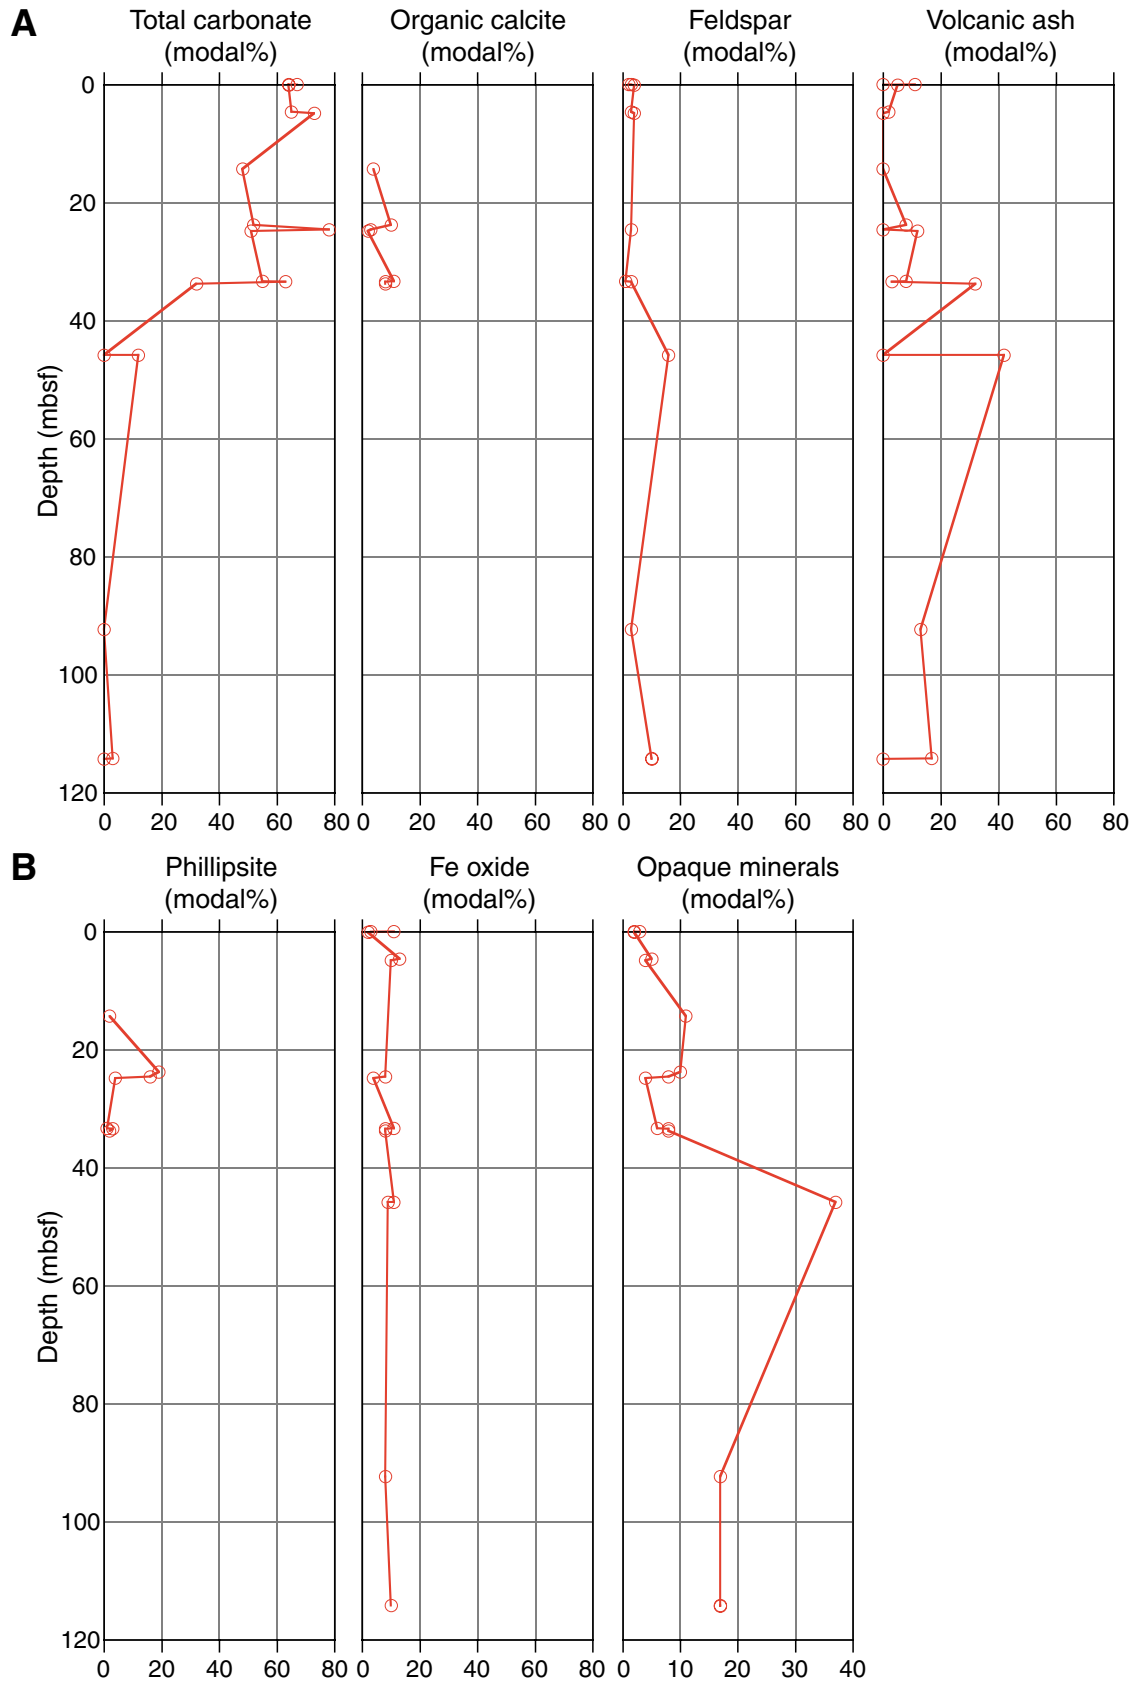 A
Total carbonate
(modal%)
Organic calcite
(modal%)
Feldspar
(modal%)
Volcanic ash
(modal%)
0
20
40
60
80
100
120
Depth (mbsf)
0 20 40 60 80
0 20 40 60 80
0 20 40 60 80
0 20 40 60 80
B
Phillipsite
(modal%)
Fe oxide
(modal%)
Opaque minerals
(modal%)
0
20
40
60
80
100
120
Depth (mbsf)
0 20 40 60 80
0 20 40 60 80
0 10 20 30 40